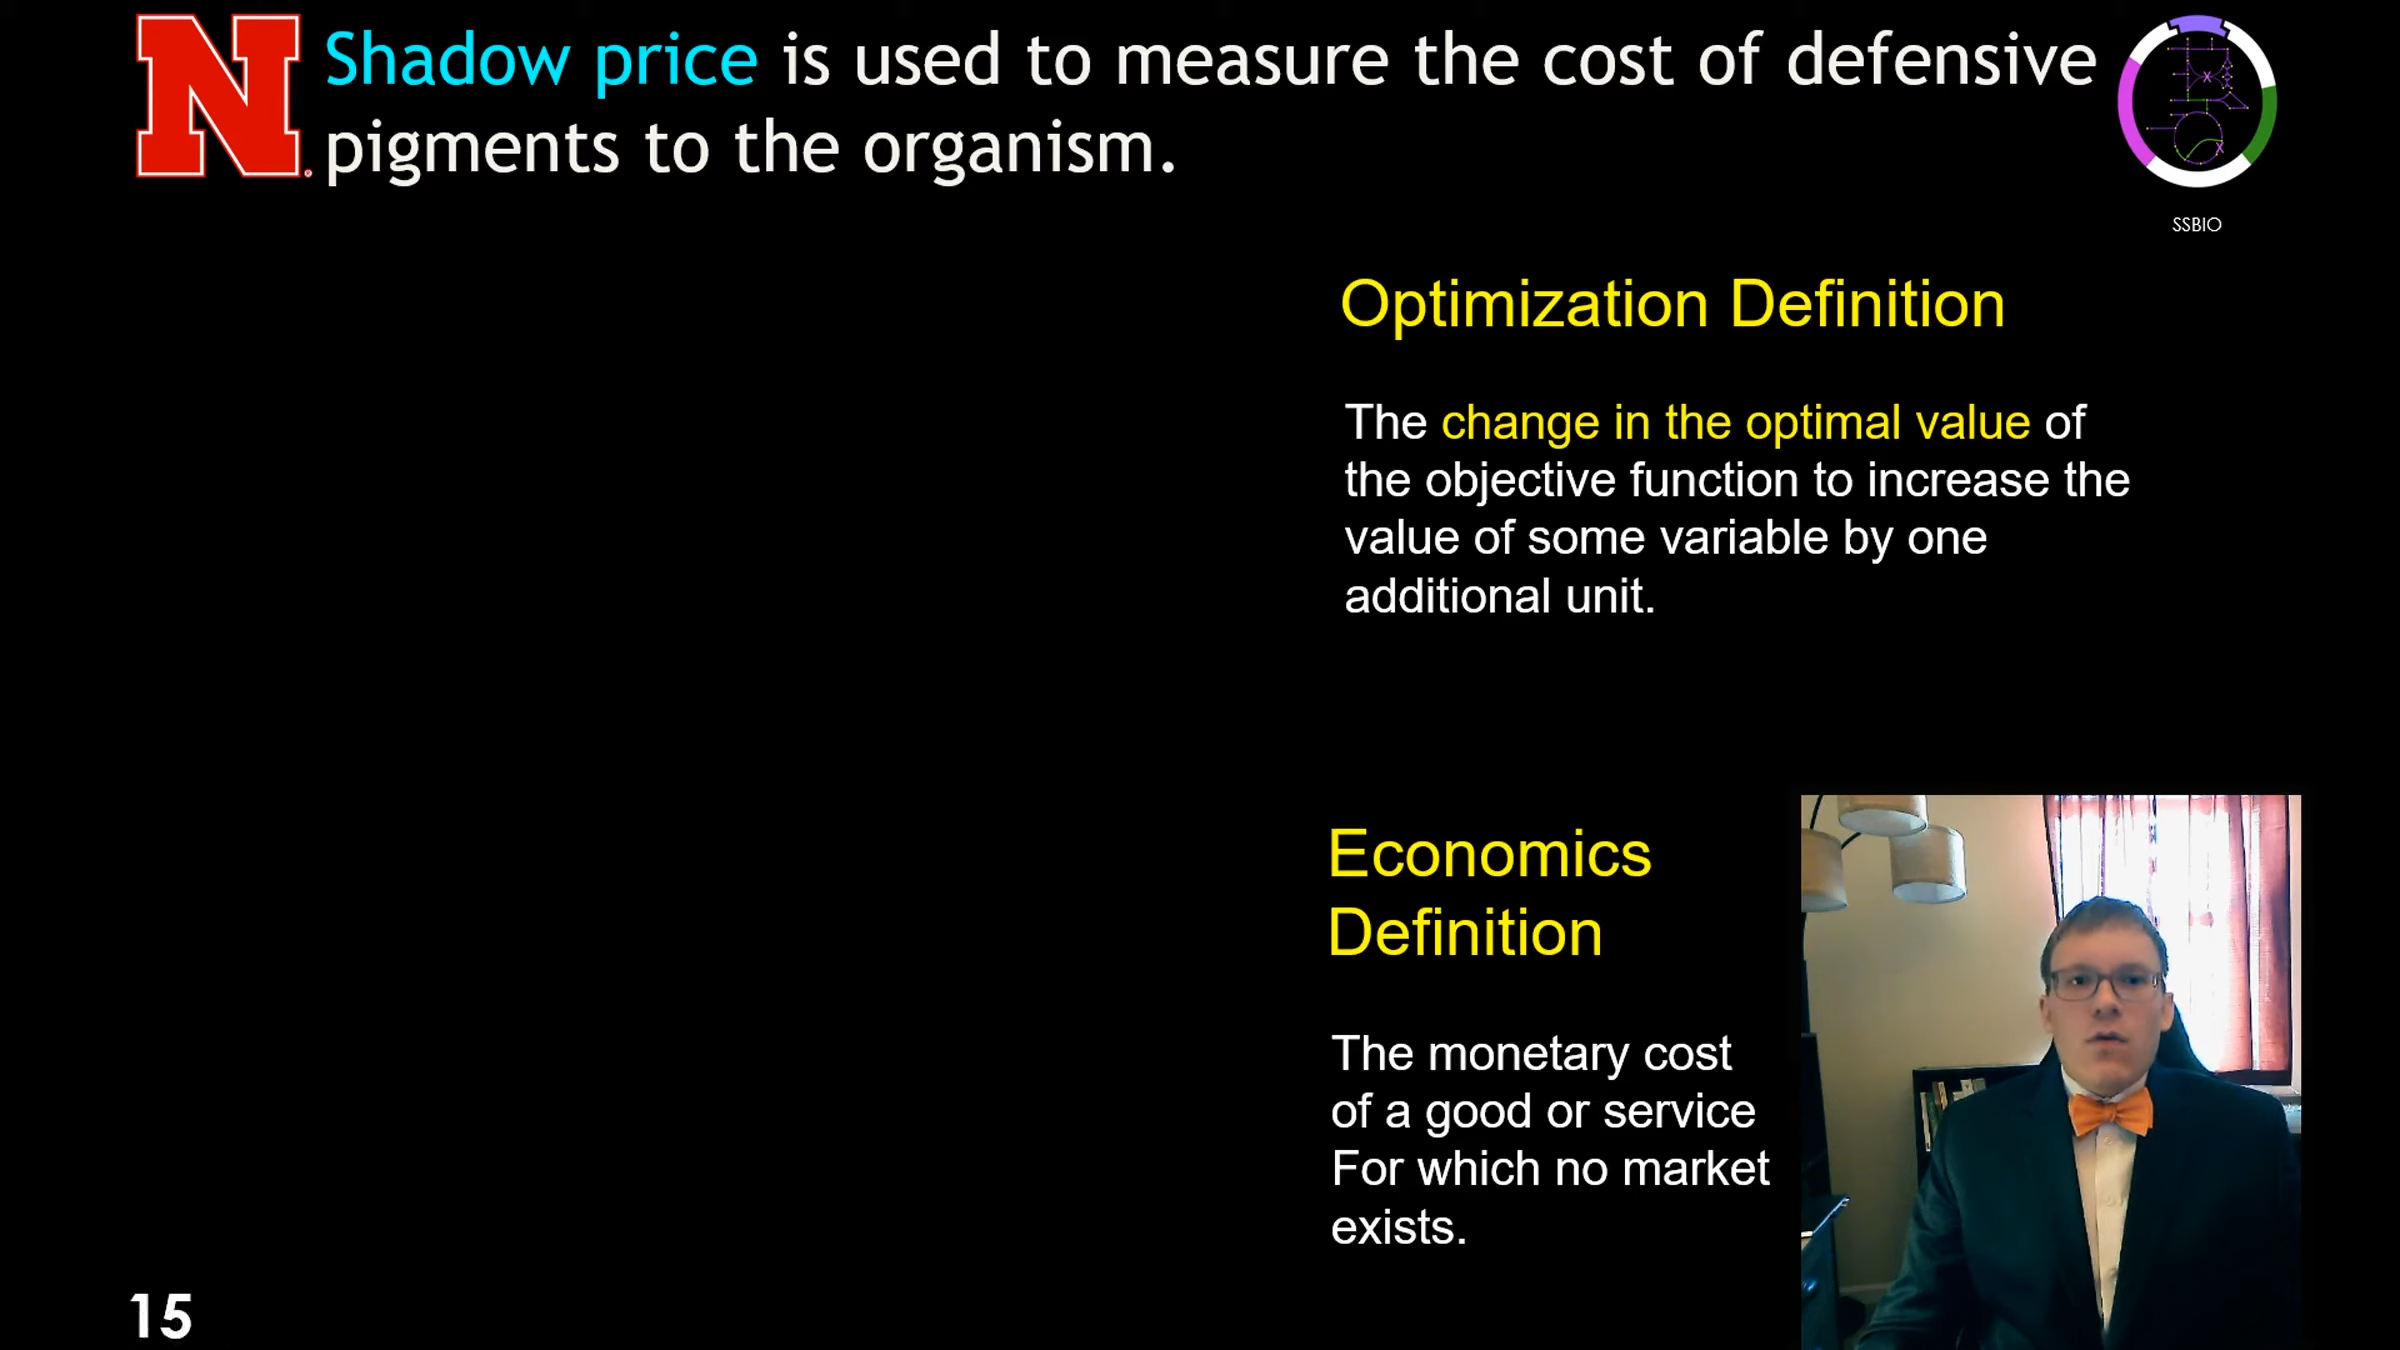 N
Shadow price is used to measure the cost of defensive
pigments to the organism.
SSBIO
Optimization Definition
The change in the optimal value of
the objective function to increase the
value of some variable by one
additional unit.
Economics
Definition
The monetary cost
of a good or service
For which no market
exists.
15